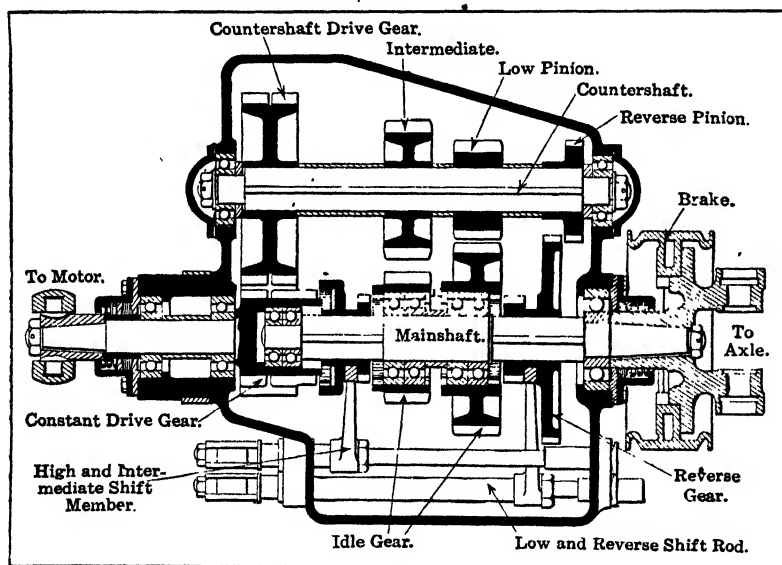 Countershaft Drive Gear.
Intermediate.
Low Pinion.
Countershaft.
Reverse Pinion.
Brake.
To Motor.
Mainshaft.
To
Axle.
Constant Drive Gear.
High and Inter-
mediate Shift
Member.
Reverse
Gear.
Idle Gear.
Low and Reverse Shift Rod.